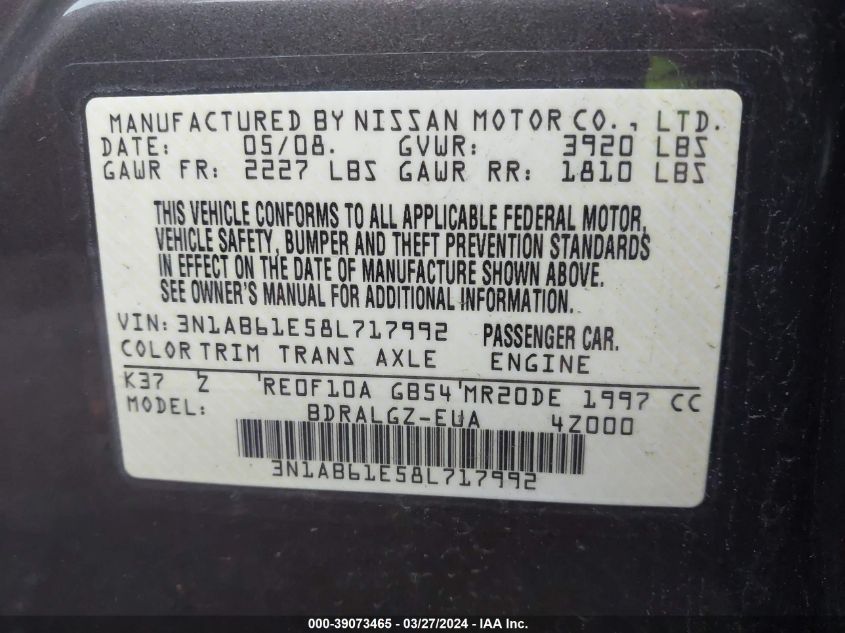 MANUFACTURED BY NISSAN MOTOR CO., LTD.
DATE: 05/08. GVWR: 3920 LBS
GAWR FR: 2227 LBS GAWR RR: 1810 LBS
THIS VEHICLE CONFORMS TO ALL APPLICABLE FEDERAL MOTOR,
VEHICLE SAFETY, BUMPER AND THEFT PREVENTION STANDARDS
IN EFFECT ON THE DATE OF MANUFACTURE SHOWN ABOVE.
SEE OWNER'S MANUAL FOR ADDITIONAL INFORMATION.
VIN: 3N1AB61E58L717992 PASSENGER CAR.
COLOR TRIM TRANS AXLE ENGINE
K37 Z RE0F10A GB54 MR20DE 1997 CC
MODEL: BDRALGZ-EUA 4Z000
3N1AB61E58L717992
000-39073465 - 03/27/2024 - IAA Inc.